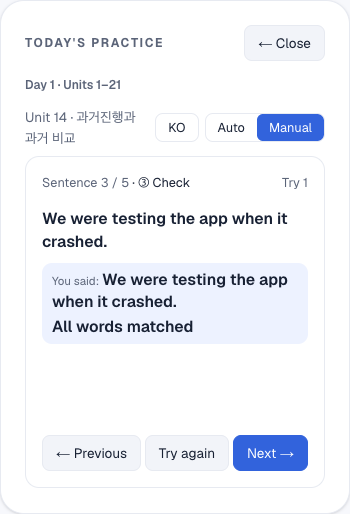 TODAY'S PRACTICE
← Close
Day 1 · Units 1–21
Unit 14 · 과거진행과
과거 비교
KO
Auto
Manual
Sentence 3 / 5 · ③ Check
Try 1
We were testing the app when it
crashed.
You said: We were testing the app
when it crashed.
All words matched
← Previous
Try again
Next →